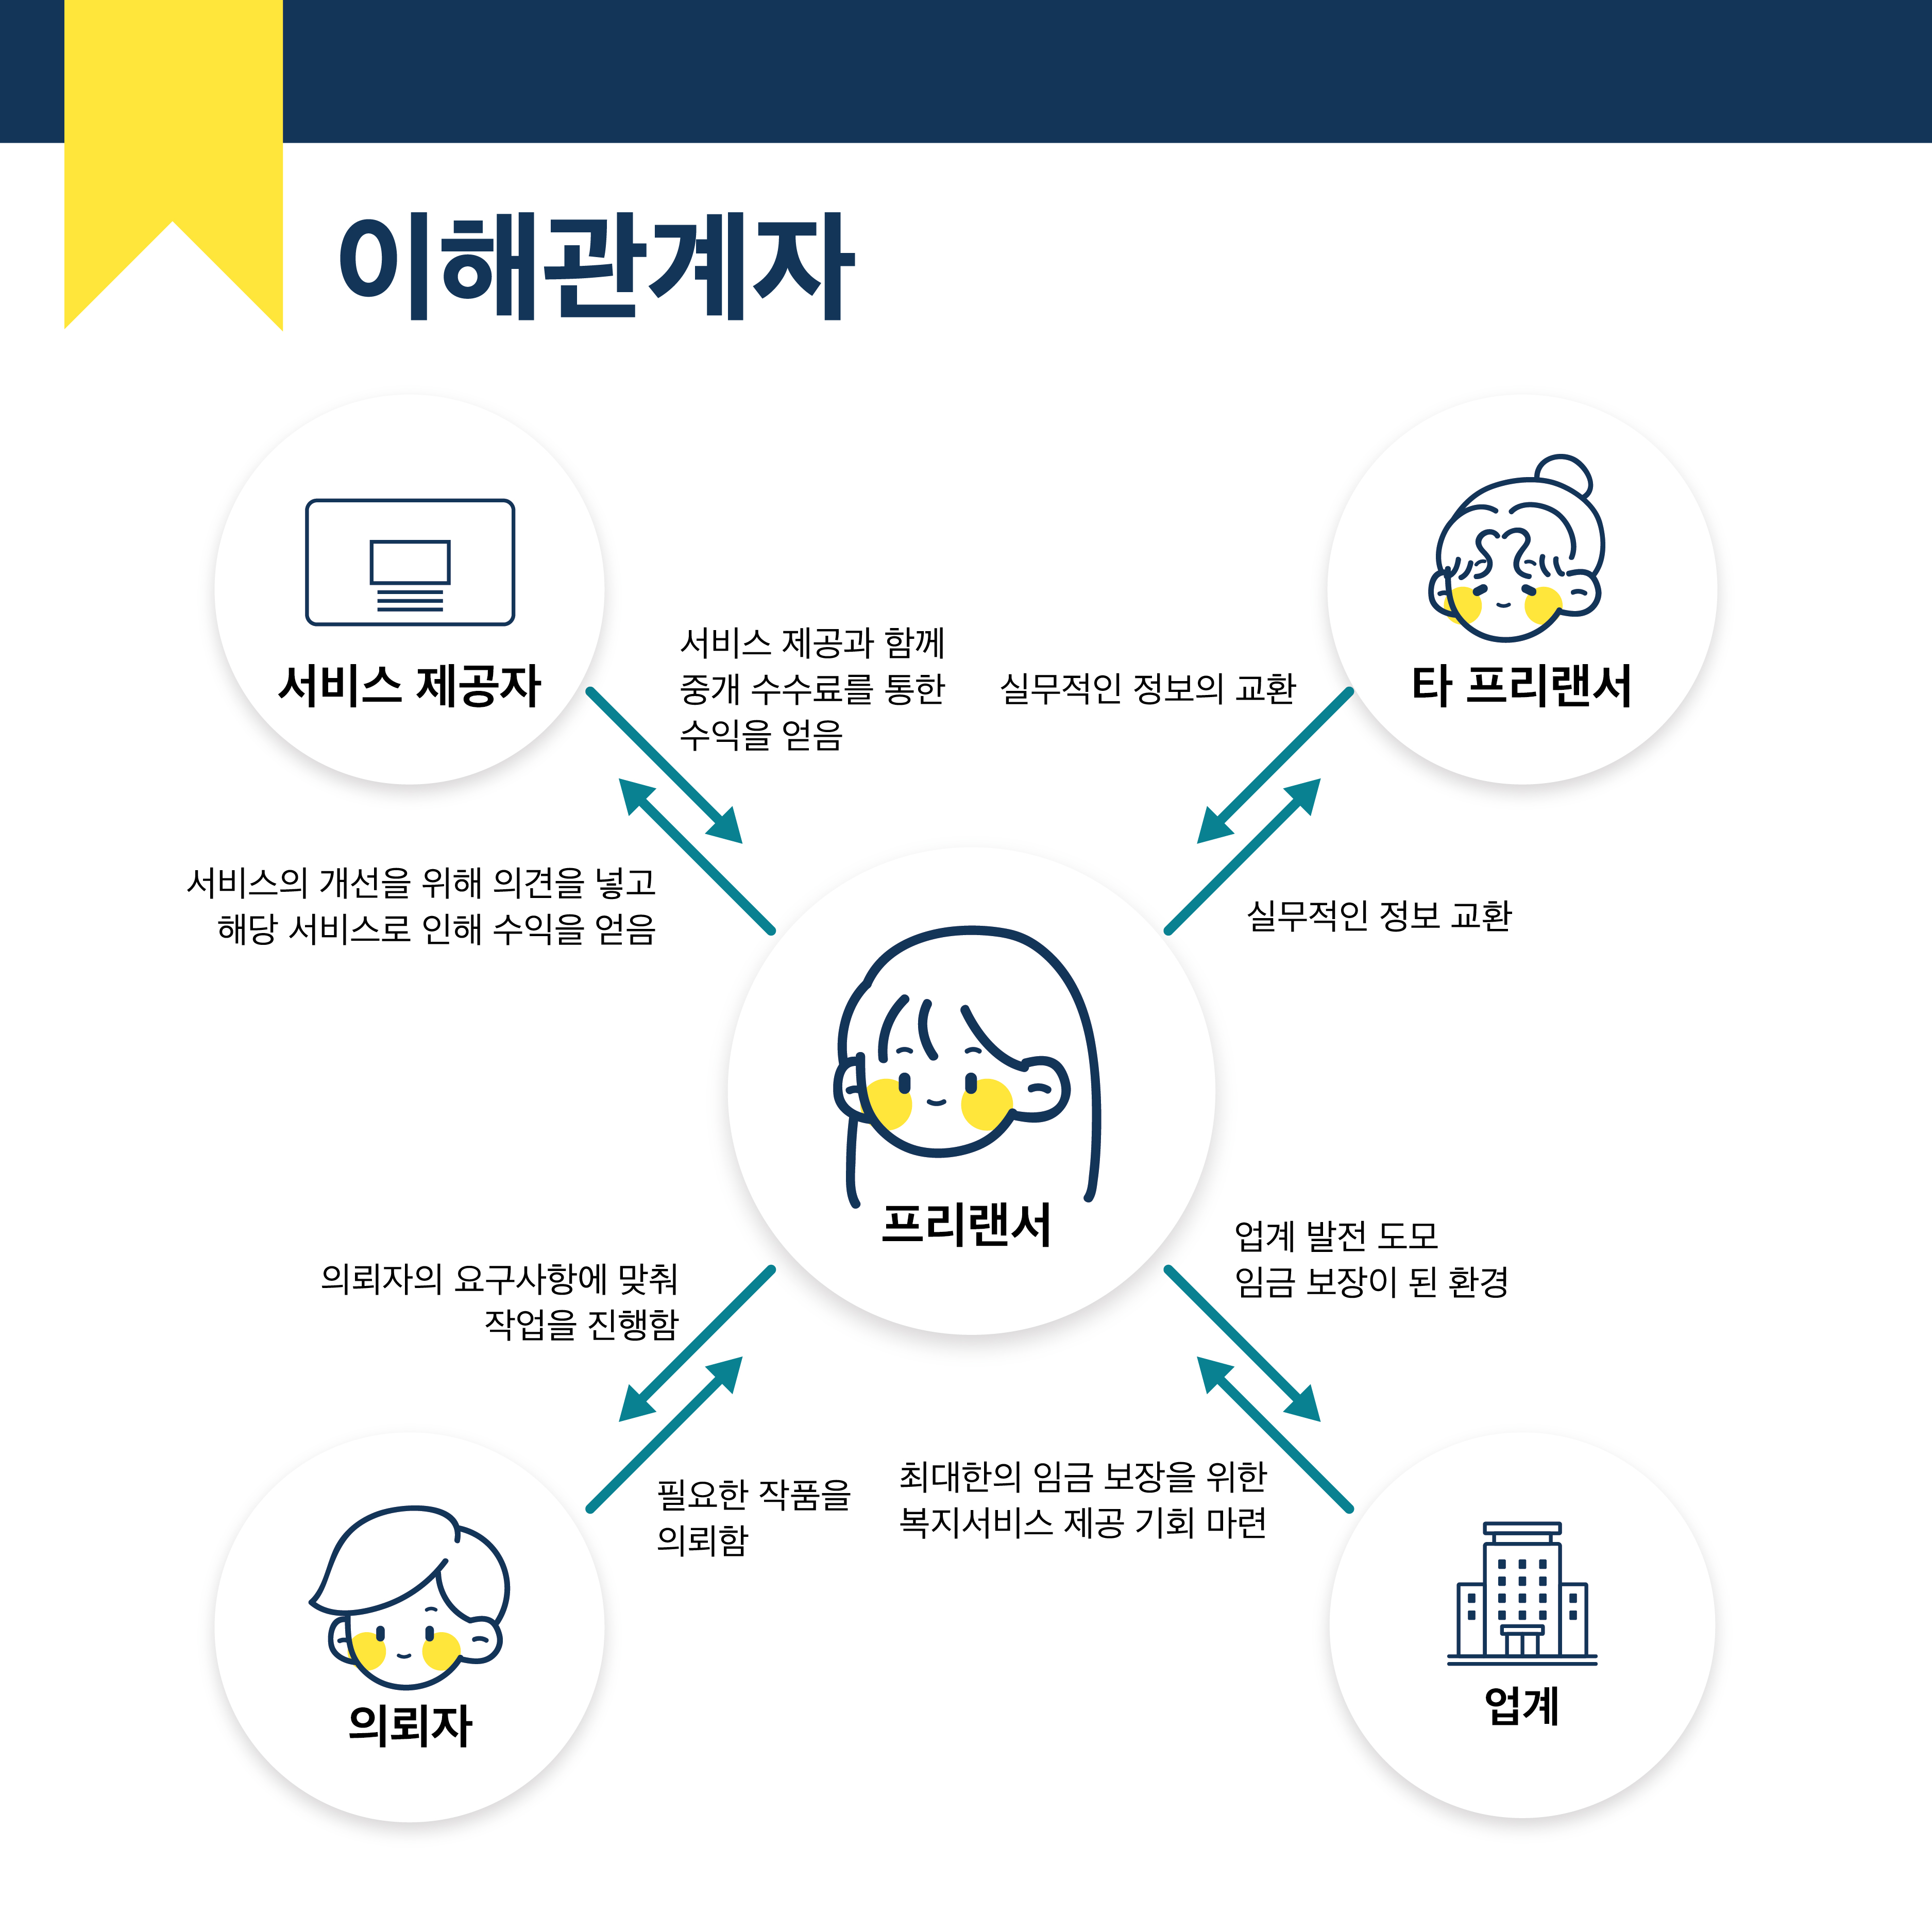 이해관계자
서비스 제공자
타 프리랜서
서비스 제공과 함께
중개 수수료를 통한
수익을 얻음
실무적인 정보의 교환
서비스의 개선을 위해 의견을 넣고
해당 서비스로 인해 수익을 얻음
실무적인 정보 교환
프리랜서
의뢰자의 요구사항에 맞춰
작업을 진행함
업계 발전 도모
임금 보장이 된 환경
필요한 작품을
의뢰함
최대한의 임금 보장을 위한
복지서비스 제공 기회 마련
의뢰자
업계